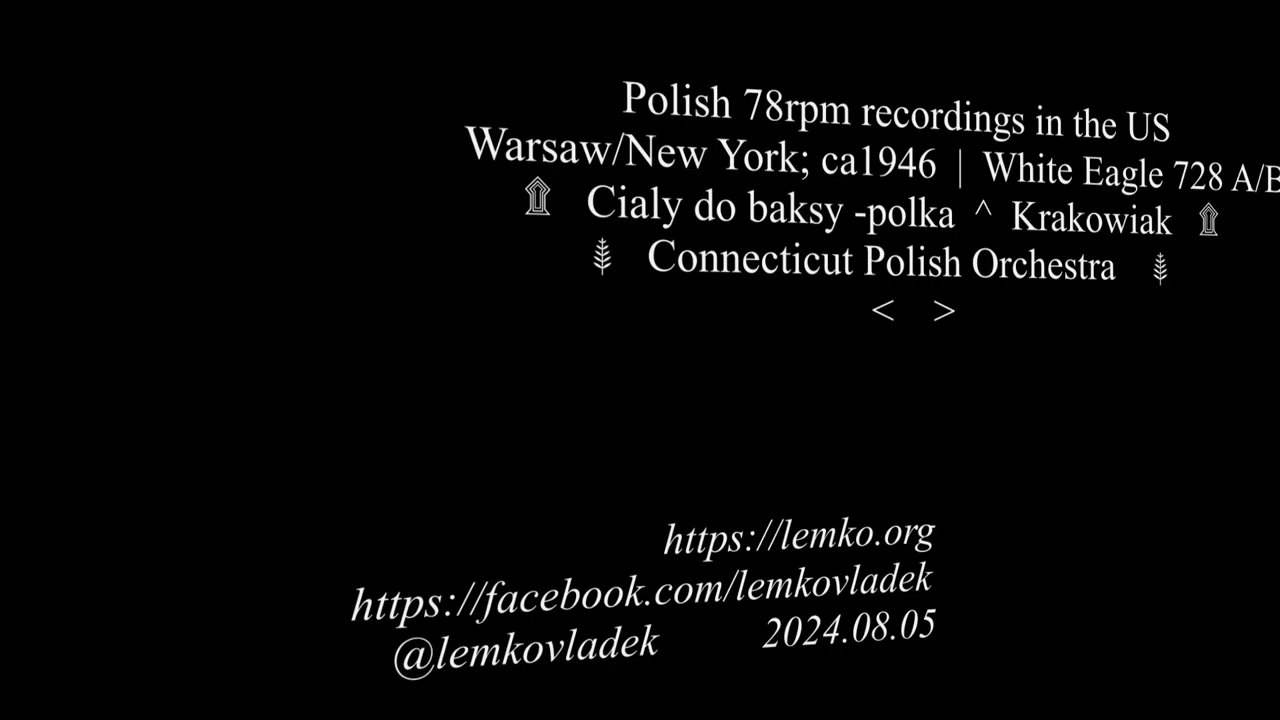 Polish 78rpm recordings in the US
Warsaw/New York; ca1946 | White Eagle 728 A/B
۩ Cialy do baksy -polka ^ Krakowiak ۩
⸙ Connecticut Polish Orchestra ⸙
< >
https://lemko.org
https://facebook.com/lemkovladek
@lemkovladek 2024.08.05